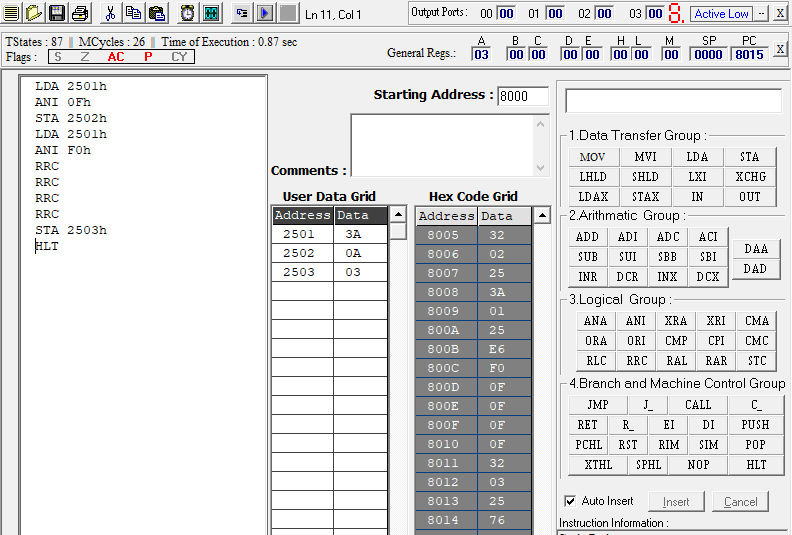 Ln 11, Col 1
Output Ports : 00 00 01 00 02 00 03 00 Active Low -- X
TStates : 87 || MCycles : 26 || Time of Execution : 0.87 sec
Flags : S Z AC P CY
General Regs.:
A B C D E H L M SP PC
03 00 00 00 00 00 00 00 0000 8015 X
LDA 2501h
ANI 0Fh
STA 2502h
LDA 2501h
ANI F0h
RRC
RRC
RRC
RRC
STA 2503h
HLT
Starting Address : 8000
Comments :
User Data Grid
Address Data
2501 3A
2502 0A
2503 03
Hex Code Grid
Address Data
8005 32
8006 02
8007 25
8008 3A
8009 01
800A 25
800B E6
800C F0
800D 0F
800E 0F
800F 0F
8010 0F
8011 32
8012 03
8013 25
8014 76
1.Data Transfer Group :
MOV MVI LDA STA
LHLD SHLD LXI XCHG
LDAX STAX IN OUT
2.Arithmatic Group :
ADD ADI ADC ACI
SUB SUI SBB SBI
INR DCR INX DCX
DAA
DAD
3.Logical Group :
ANA ANI XRA XRI CMA
ORA ORI CMP CPI CMC
RLC RRC RAL RAR STC
4.Branch and Machine Control Group
JMP J_ CALL C_
RET R_ EI DI PUSH
PCHL RST RIM SIM POP
XTHL SPHL NOP HLT
Auto Insert Insert Cancel
Instruction Information :